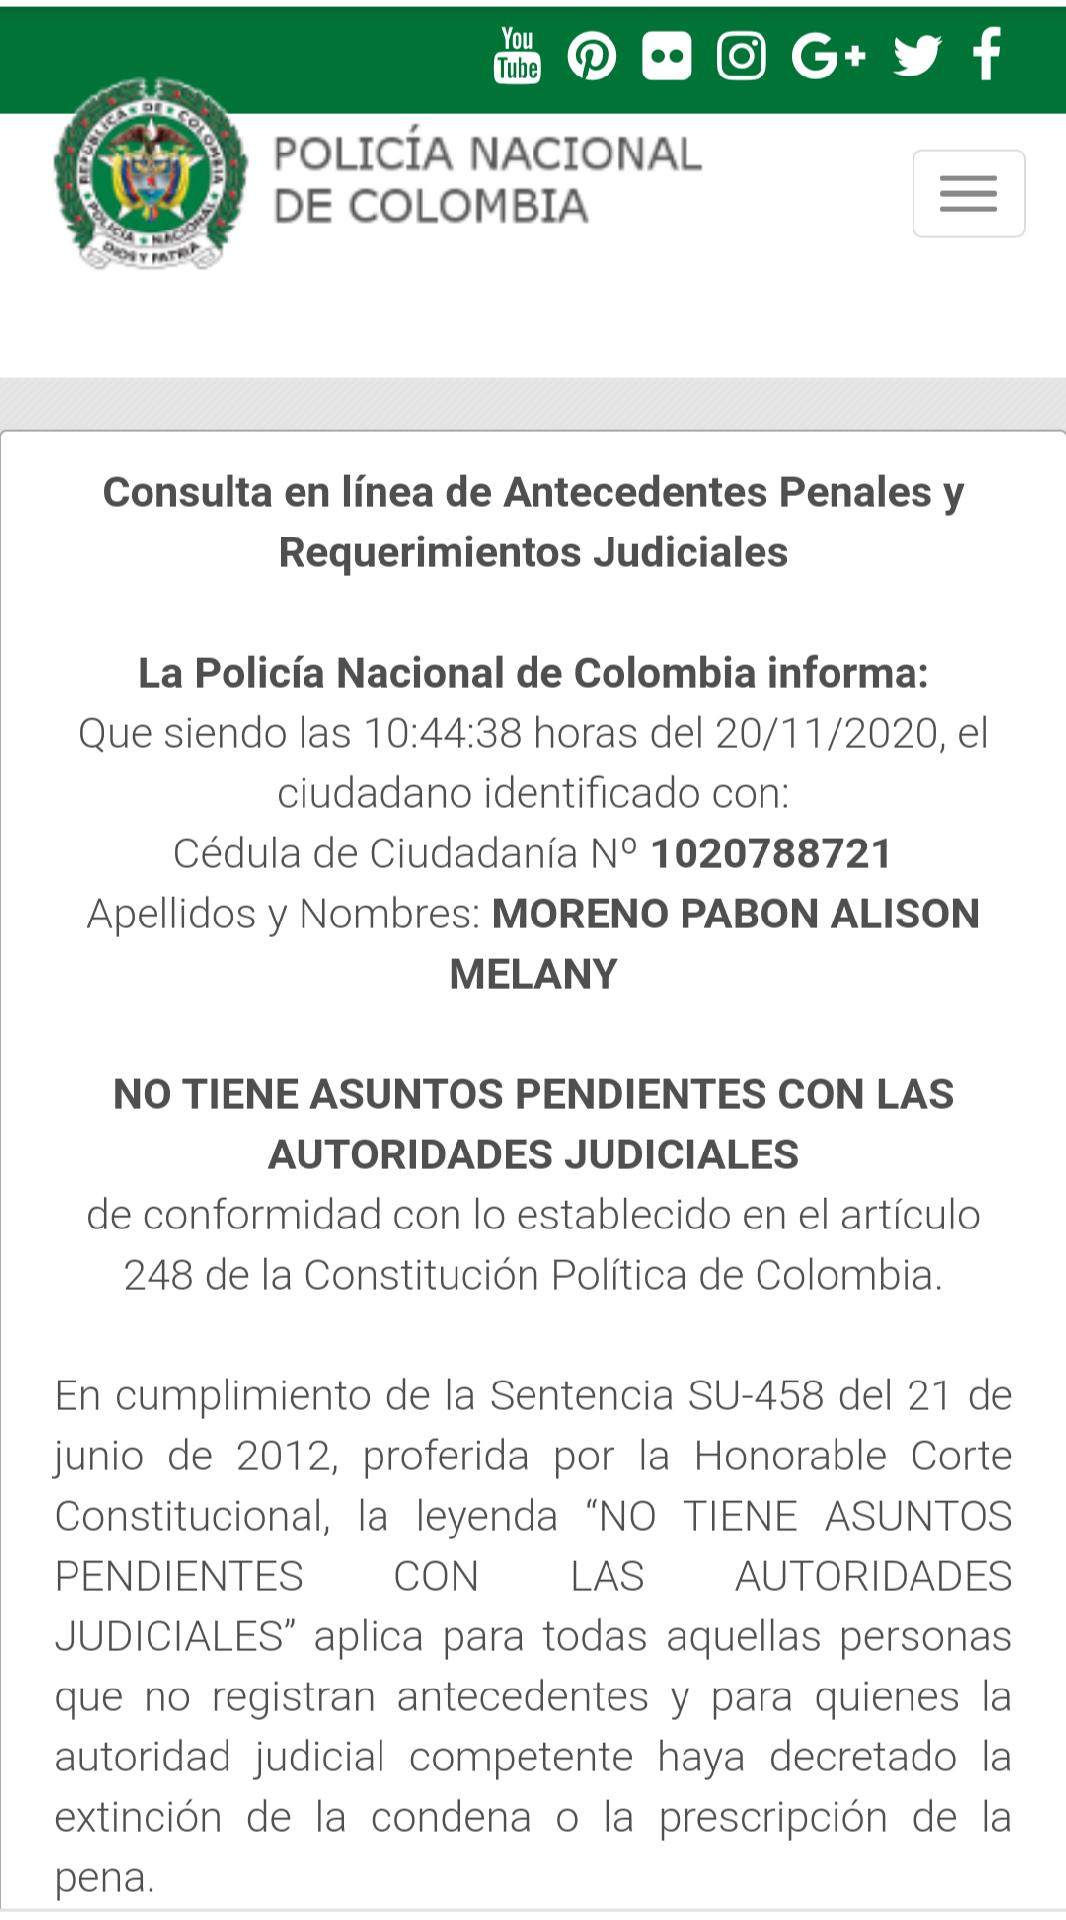 You
Tube
REPÚBLICA DE COLOMBIA
POLICÍA NACIONAL
DIOS Y PATRIA
POLICÍA NACIONAL
DE COLOMBIA
Consulta en línea de Antecedentes Penales y
Requerimientos Judiciales
La Policía Nacional de Colombia informa:
Que siendo las 10:44:38 horas del 20/11/2020, el
ciudadano identificado con:
Cédula de Ciudadanía Nº 1020788721
Apellidos y Nombres: MORENO PABON ALISON
MELANY
NO TIENE ASUNTOS PENDIENTES CON LAS
AUTORIDADES JUDICIALES
de conformidad con lo establecido en el artículo
248 de la Constitución Política de Colombia.
En cumplimiento de la Sentencia SU-458 del 21 de
junio de 2012, proferida por la Honorable Corte
Constitucional, la leyenda “NO TIENE ASUNTOS
PENDIENTES CON LAS AUTORIDADES
JUDICIALES” aplica para todas aquellas personas
que no registran antecedentes y para quienes la
autoridad judicial competente haya decretado la
extinción de la condena o la prescripción de la
pena.